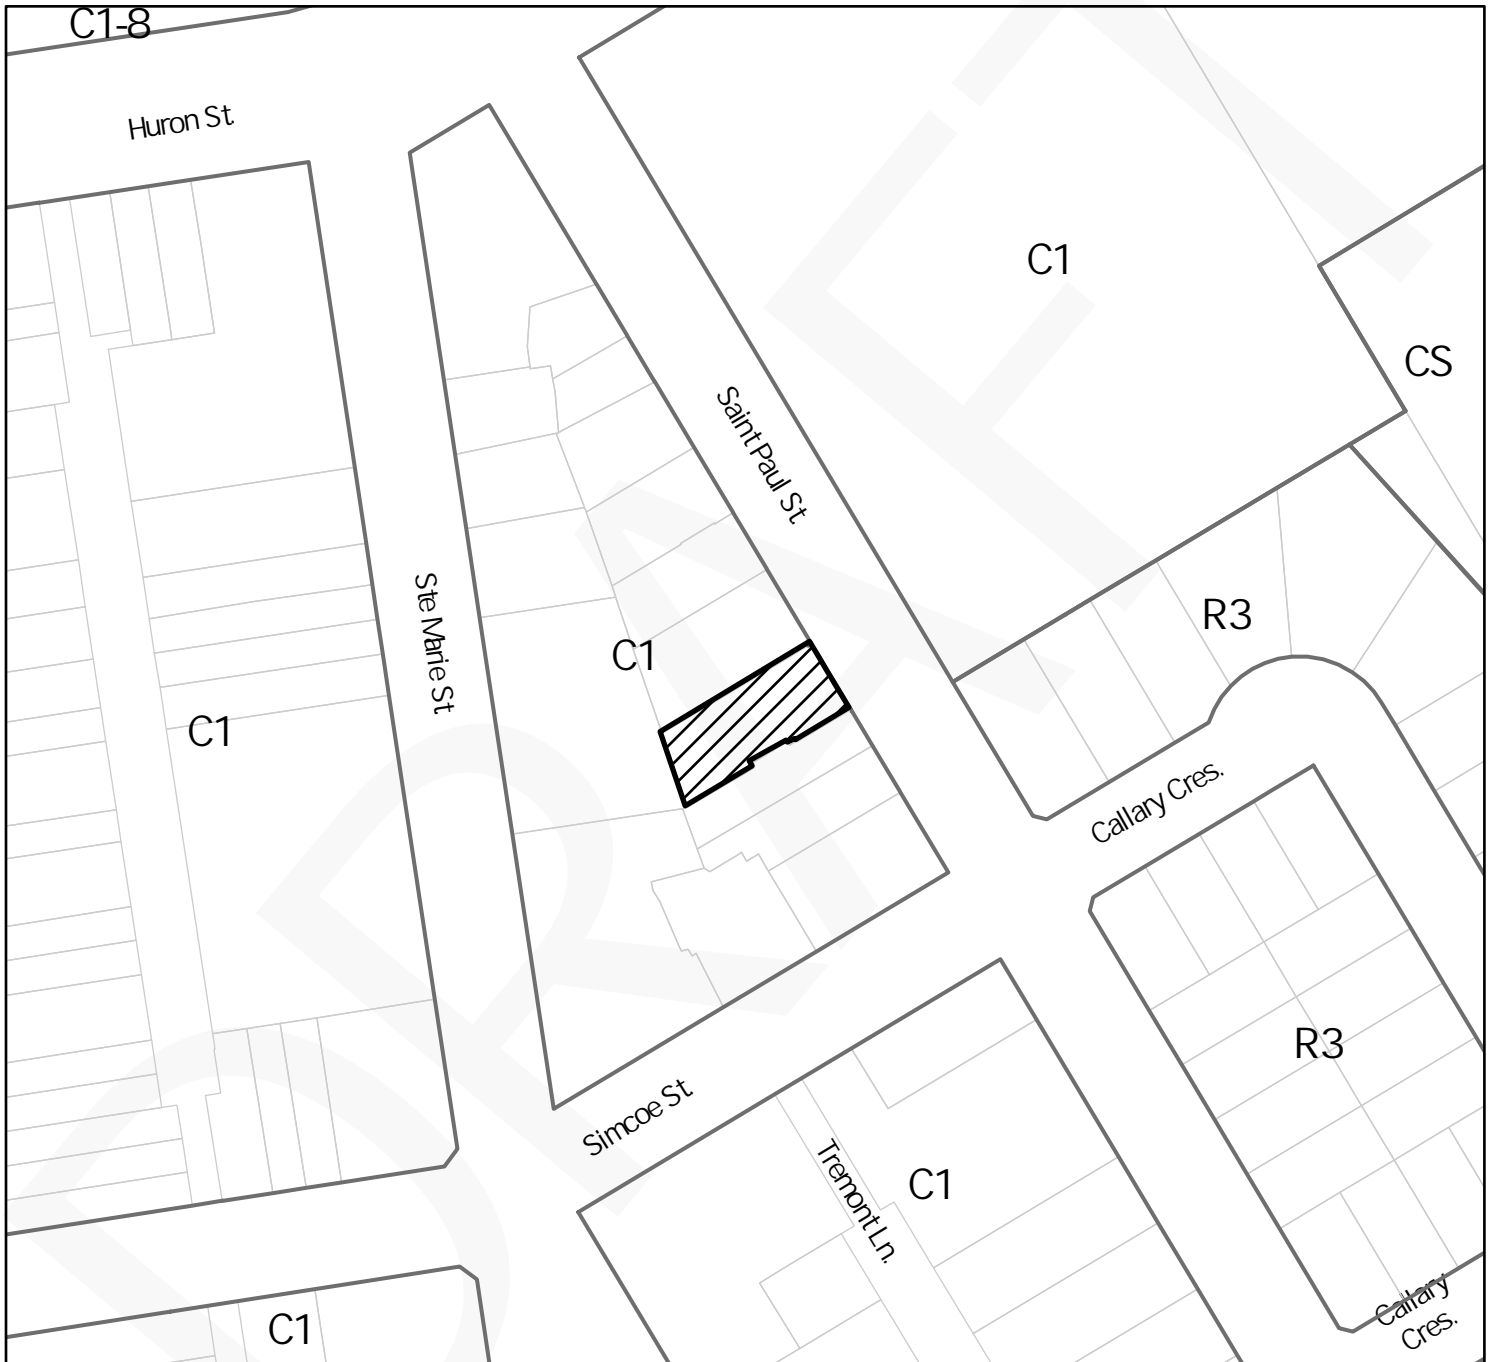 C1-8
Huron St.
C1
CS
Saint Paul St
R3
Ste Marie St
C1
C1
Callary Cres.
R3
Simcoe St.
Tremont Ln.
C1
Callary
Cres.
C1
DRAFT